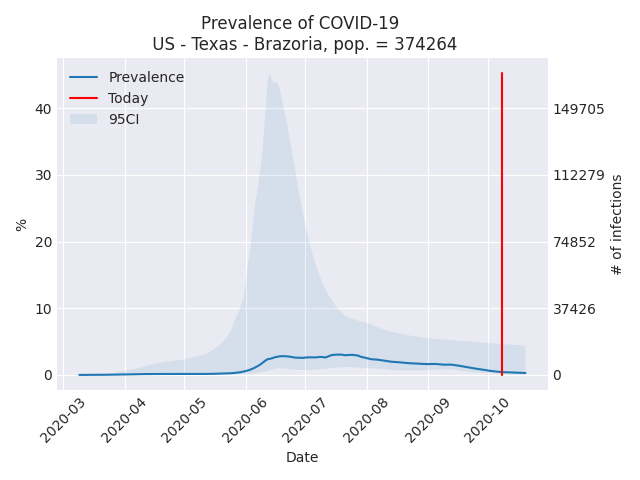 Prevalence of COVID-19
US - Texas - Brazoria, pop. = 374264
Prevalence
Today
95CI
%
40
30
20
10
0
149705
112279
74852
37426
0
# of infections
2020-03
2020-04
2020-05
2020-06
2020-07
2020-08
2020-09
2020-10
Date